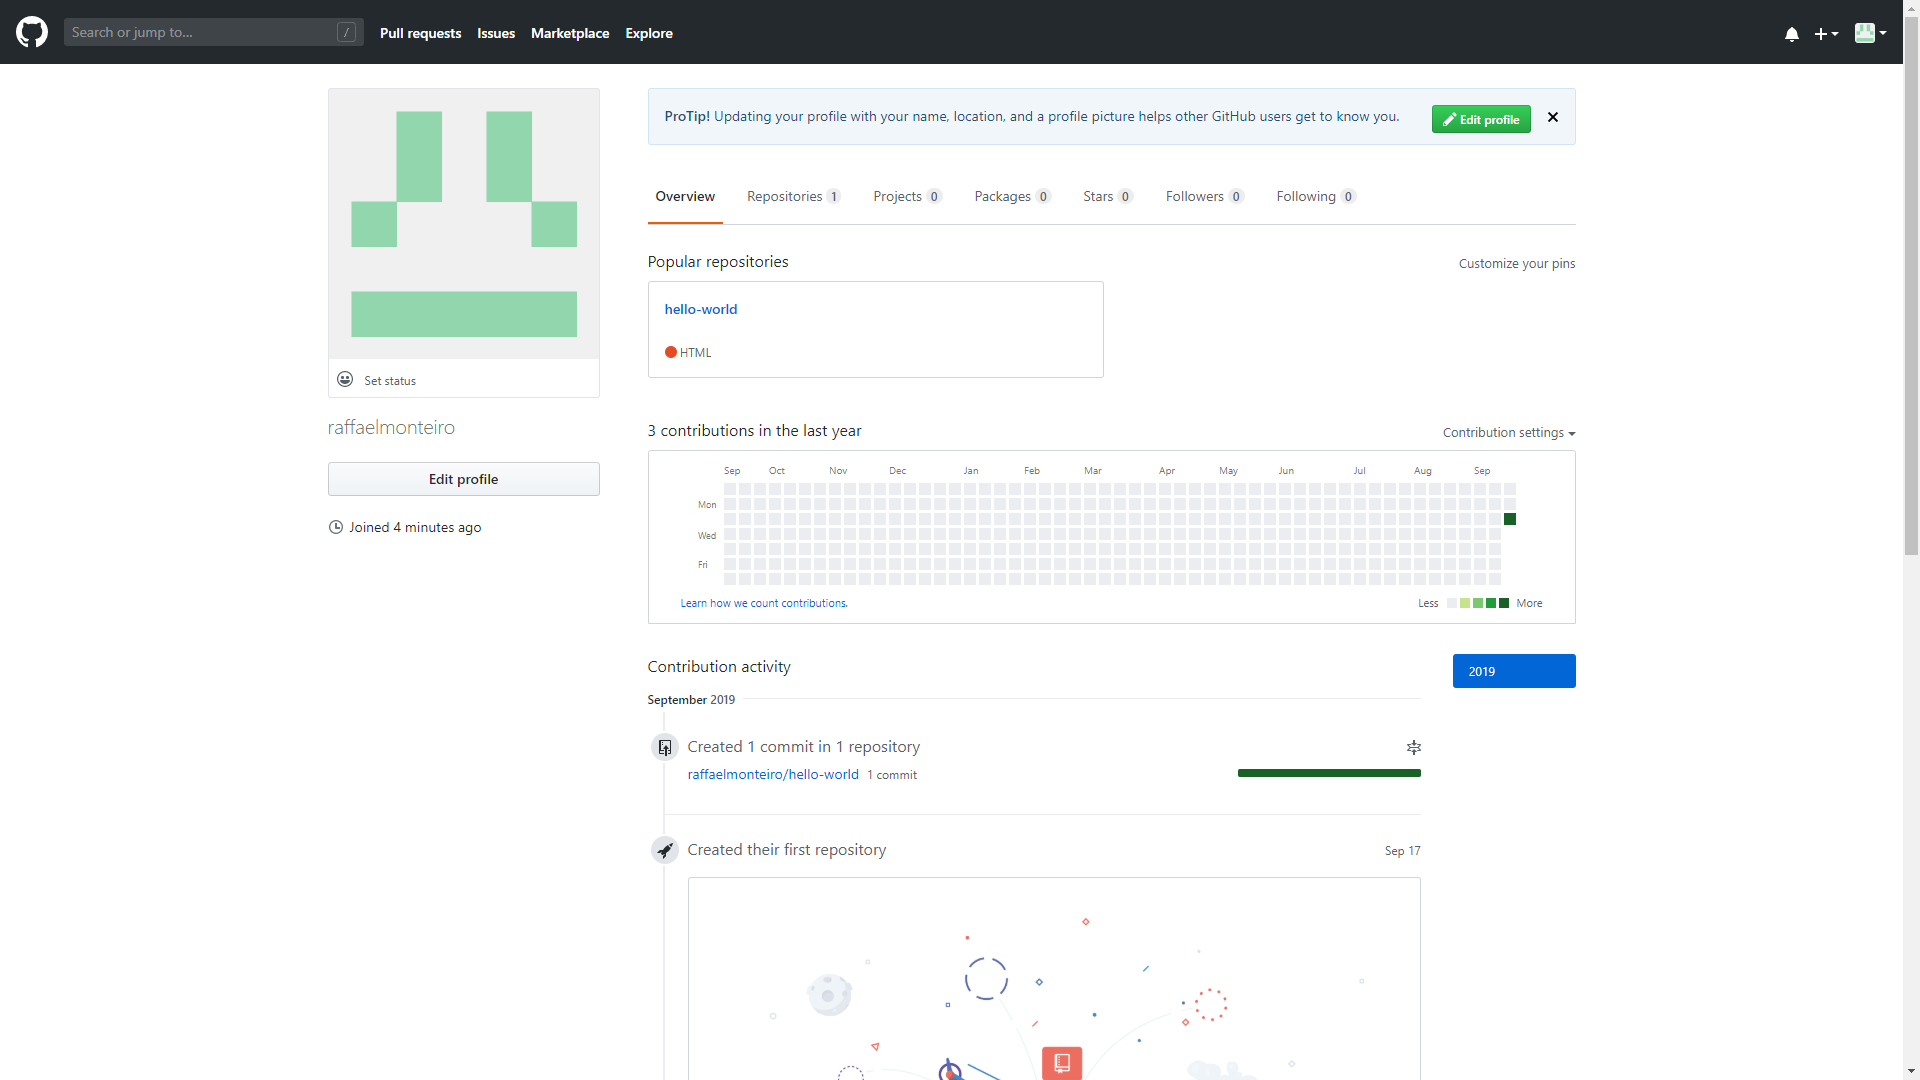 Search or jump to... /
Pull requests Issues Marketplace Explore
ProTip! Updating your profile with your name, location, and a profile picture helps other GitHub users get to know you.
Edit profile
Set status
raffaelmonteiro
Edit profile
Joined 4 minutes ago
Overview Repositories 1 Projects 0 Packages 0 Stars 0 Followers 0 Following 0
Popular repositories
Customize your pins
hello-world
HTML
3 contributions in the last year
Contribution settings
Sep Oct Nov Dec Jan Feb Mar Apr May Jun Jul Aug Sep
Mon
Wed
Fri
Learn how we count contributions.
Less More
Contribution activity
2019
September 2019
Created 1 commit in 1 repository
raffaelmonteiro/hello-world 1 commit
Created their first repository
Sep 17